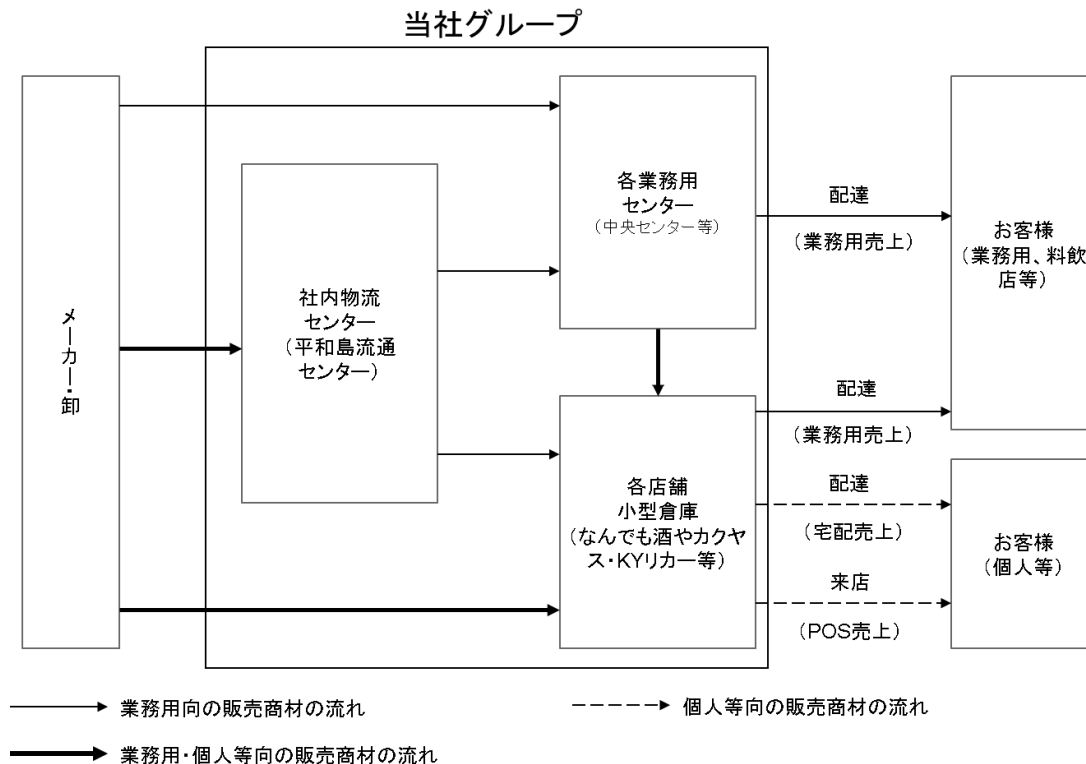 当社グループ
メーカー・卸
社内物流
センター
（平和島流通
センター）
各業務用
センター
（中央センター等）
各店舗
小型倉庫
（なんでも酒やカクヤ
ス・KYリカー等）
配達
（業務用売上）
配達
（業務用売上）
配達
（宅配売上）
来店
（POS売上）
お客様
（業務用、料飲
店等）
お客様
（個人等）
業務用向の販売商材の流れ
個人等向の販売商材の流れ
業務用・個人等向の販売商材の流れ